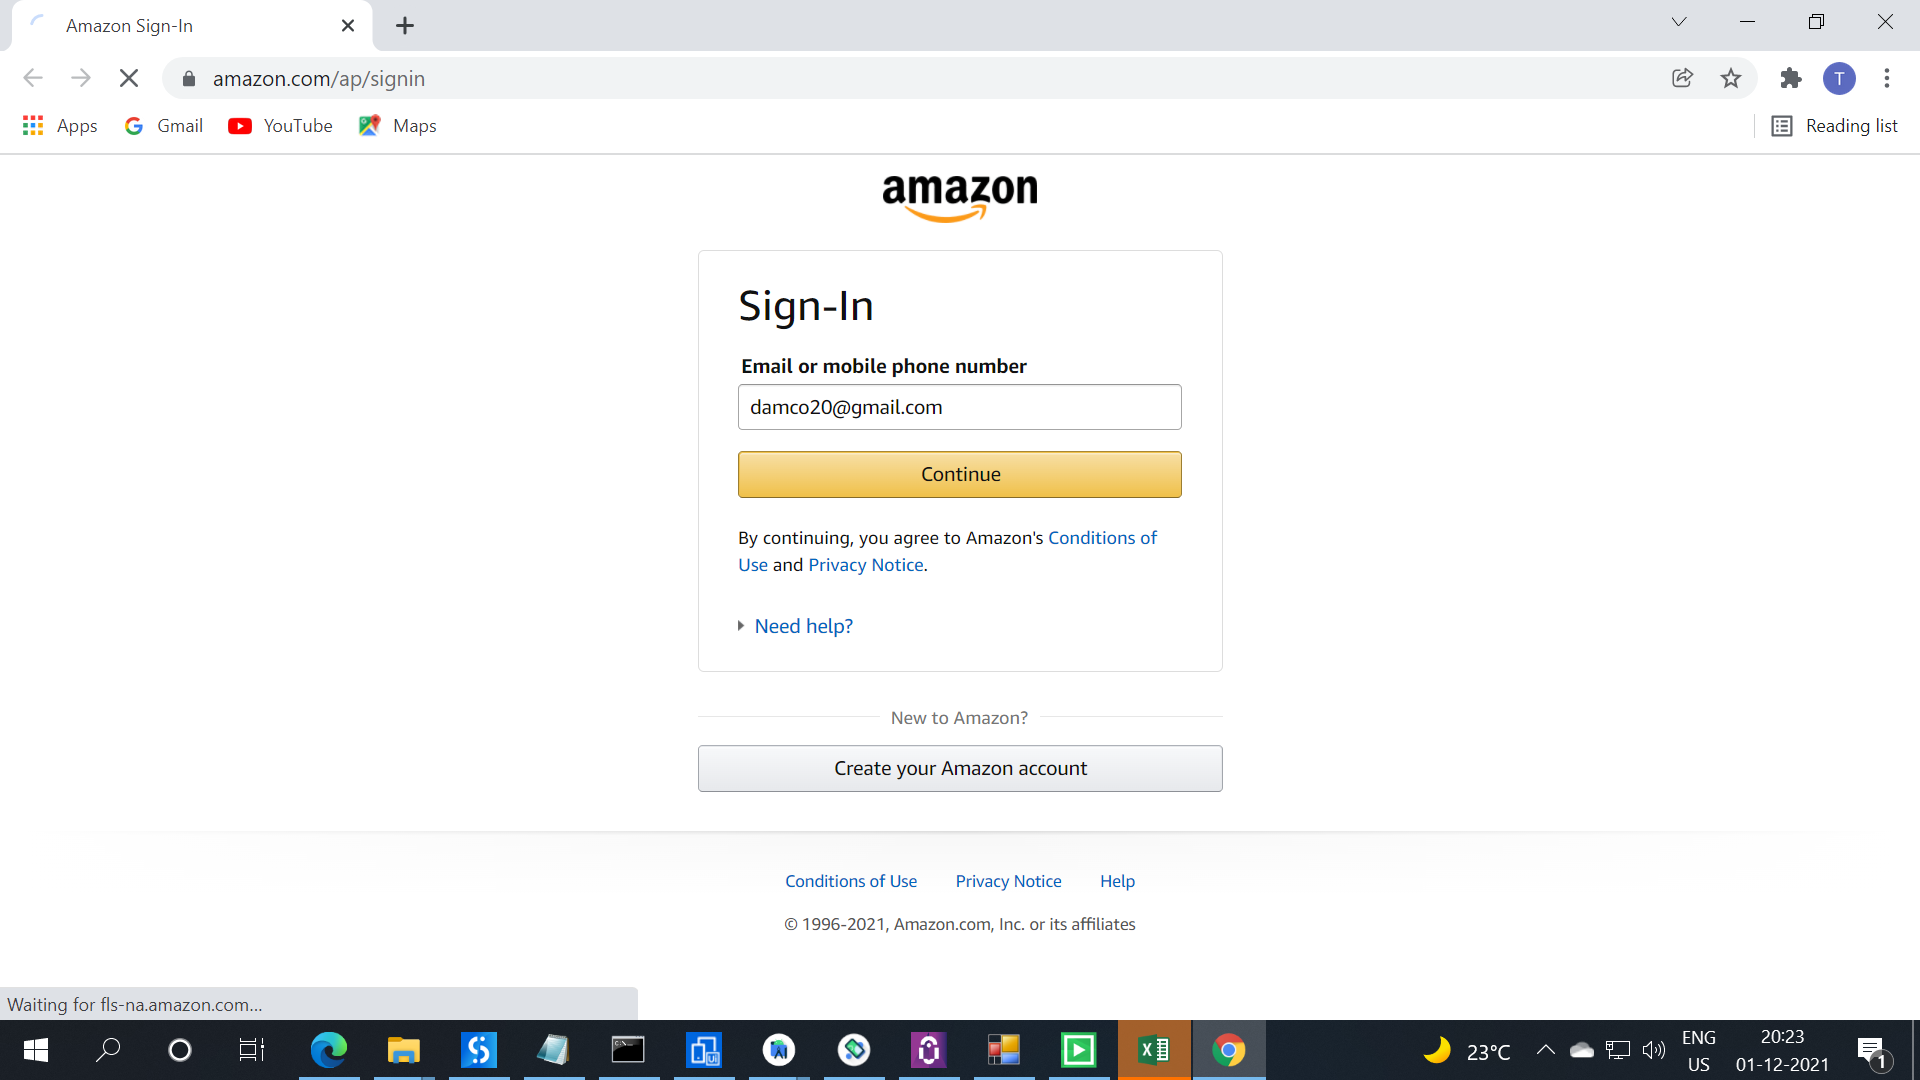 Amazon Sign-In
amazon.com/ap/signin
T
Apps
Gmail
YouTube
Maps
Reading list
amazon
Sign-In
Email or mobile phone number
damco20@gmail.com
Continue
By continuing, you agree to Amazon's Conditions of
Use and Privacy Notice.
Need help?
New to Amazon?
Create your Amazon account
Conditions of Use
Privacy Notice
Help
© 1996-2021, Amazon.com, Inc. or its affiliates
Waiting for fls-na.amazon.com...
23°C
ENG
US
20:23
01-12-2021
1